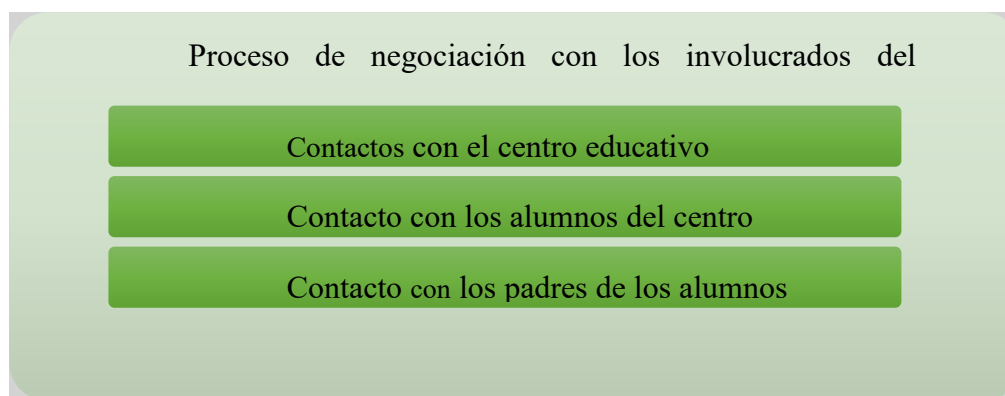 Proceso de negociación con los involucrados del
Contactos con el centro educativo
Contacto con los alumnos del centro
Contacto con los padres de los alumnos